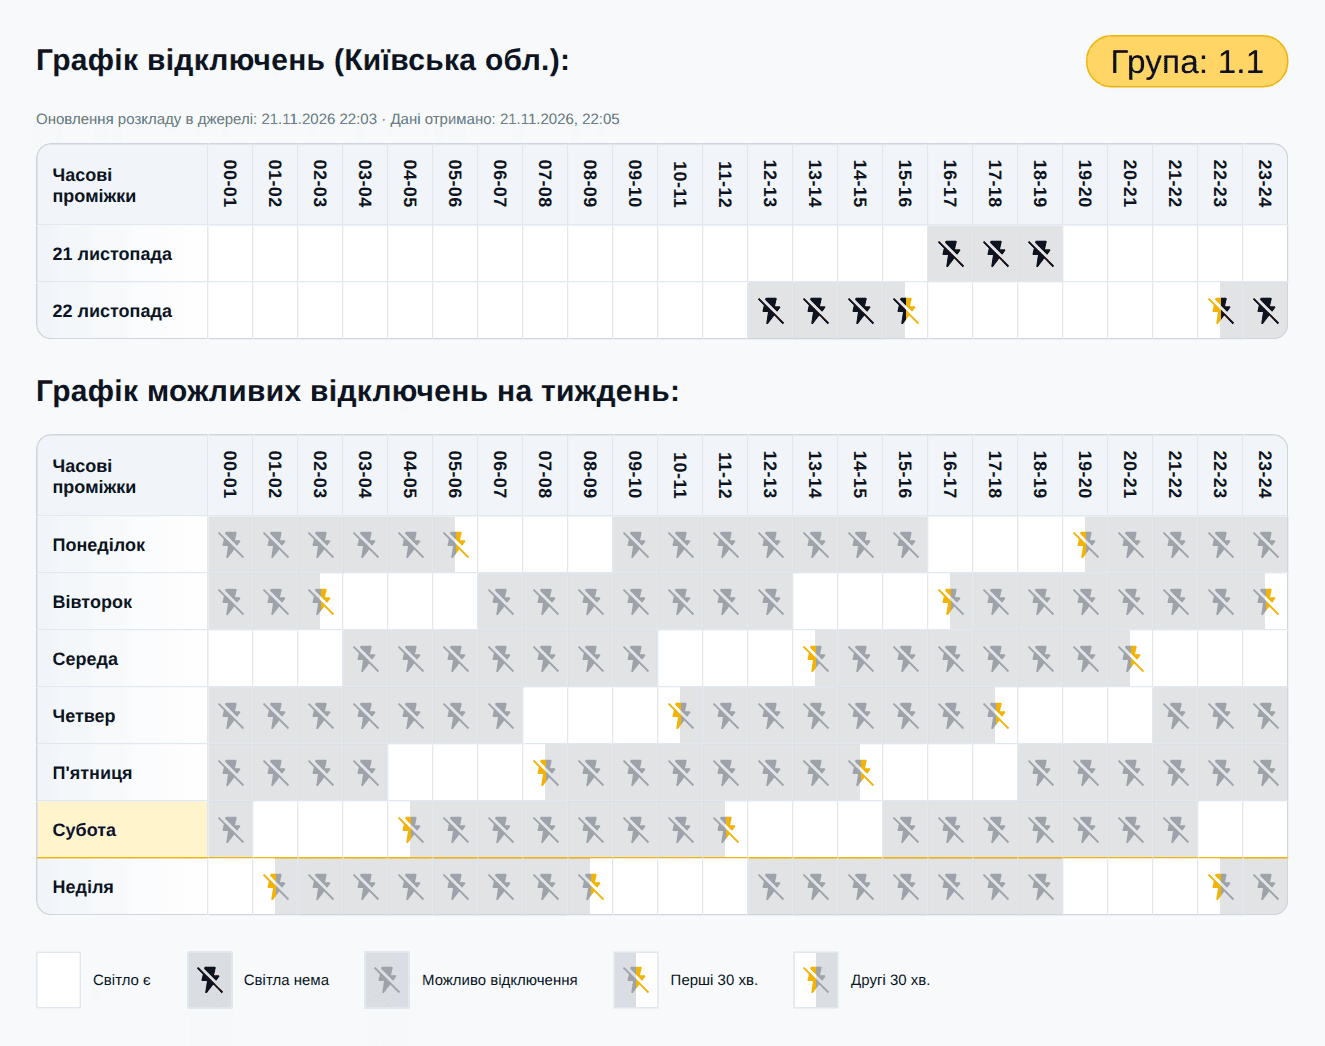 Графік відключень (Київська обл.):
Група: 1.1
Оновлення розкладу в джерелі: 21.11.2026 22:03 · Дані отримано: 21.11.2026, 22:05
Часові проміжки 00-01 01-02 02-03 03-04 04-05 05-06 06-07 07-08 08-09 09-10 10-11 11-12 12-13 13-14 14-15 15-16 16-17 17-18 18-19 19-20 20-21 21-22 22-23 23-24
21 листопада
22 листопада
Графік можливих відключень на тиждень:
Часові проміжки 00-01 01-02 02-03 03-04 04-05 05-06 06-07 07-08 08-09 09-10 10-11 11-12 12-13 13-14 14-15 15-16 16-17 17-18 18-19 19-20 20-21 21-22 22-23 23-24
Понеділок
Вівторок
Середа
Четвер
П'ятниця
Субота
Неділя
Світло є Світла нема Можливо відключення Перші 30 хв. Другі 30 хв.